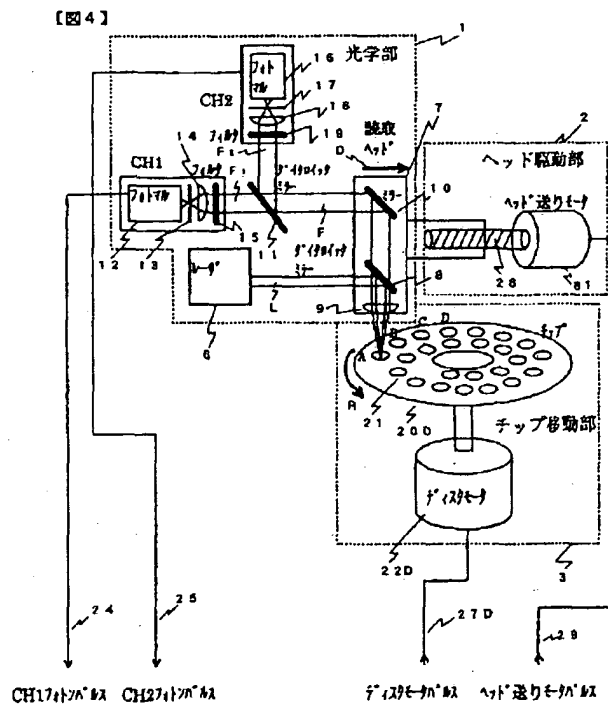 【図4】
1
光学部
16
フォトマル
17
18
CH2
19
フィルタ
F2
読取ヘッド
D
7
2
ヘッド駆動部
14
CH1
フィルタ
F1
ダイクロイックミラー
ミラー
10
フォトマル
ヘッド送りモータ
F
12
13
15
11
ダイクロイックミラー
28
81
レーザ
8
9
L
6
A
B
C
D
チップ
R
21
20D
チップ移動部
ディスクモータ
22D
3
24
25
27D
29
CH1フォトンパルス
CH2フォトンパルス
ディスクモータパルス
ヘッド送りモータパルス